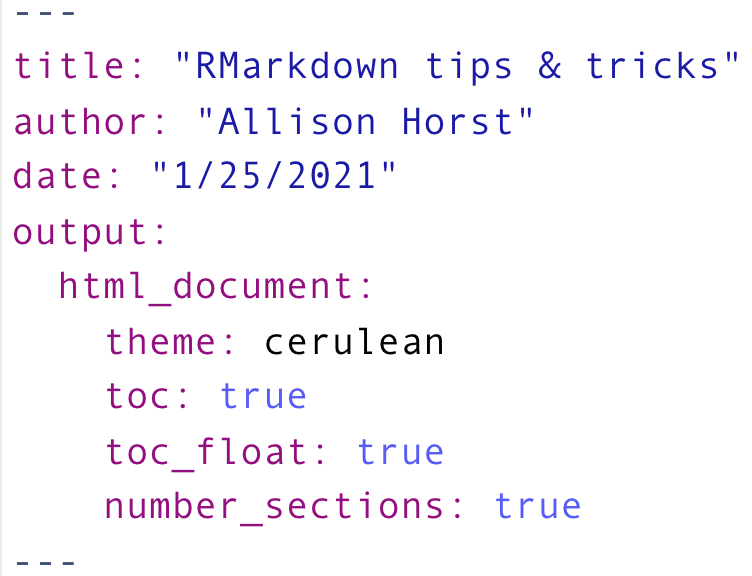 ---
title: "RMarkdown tips & tricks"
author: "Allison Horst"
date: "1/25/2021"
output:
  html_document:
    theme: cerulean
    toc: true
    toc_float: true
    number_sections: true
---